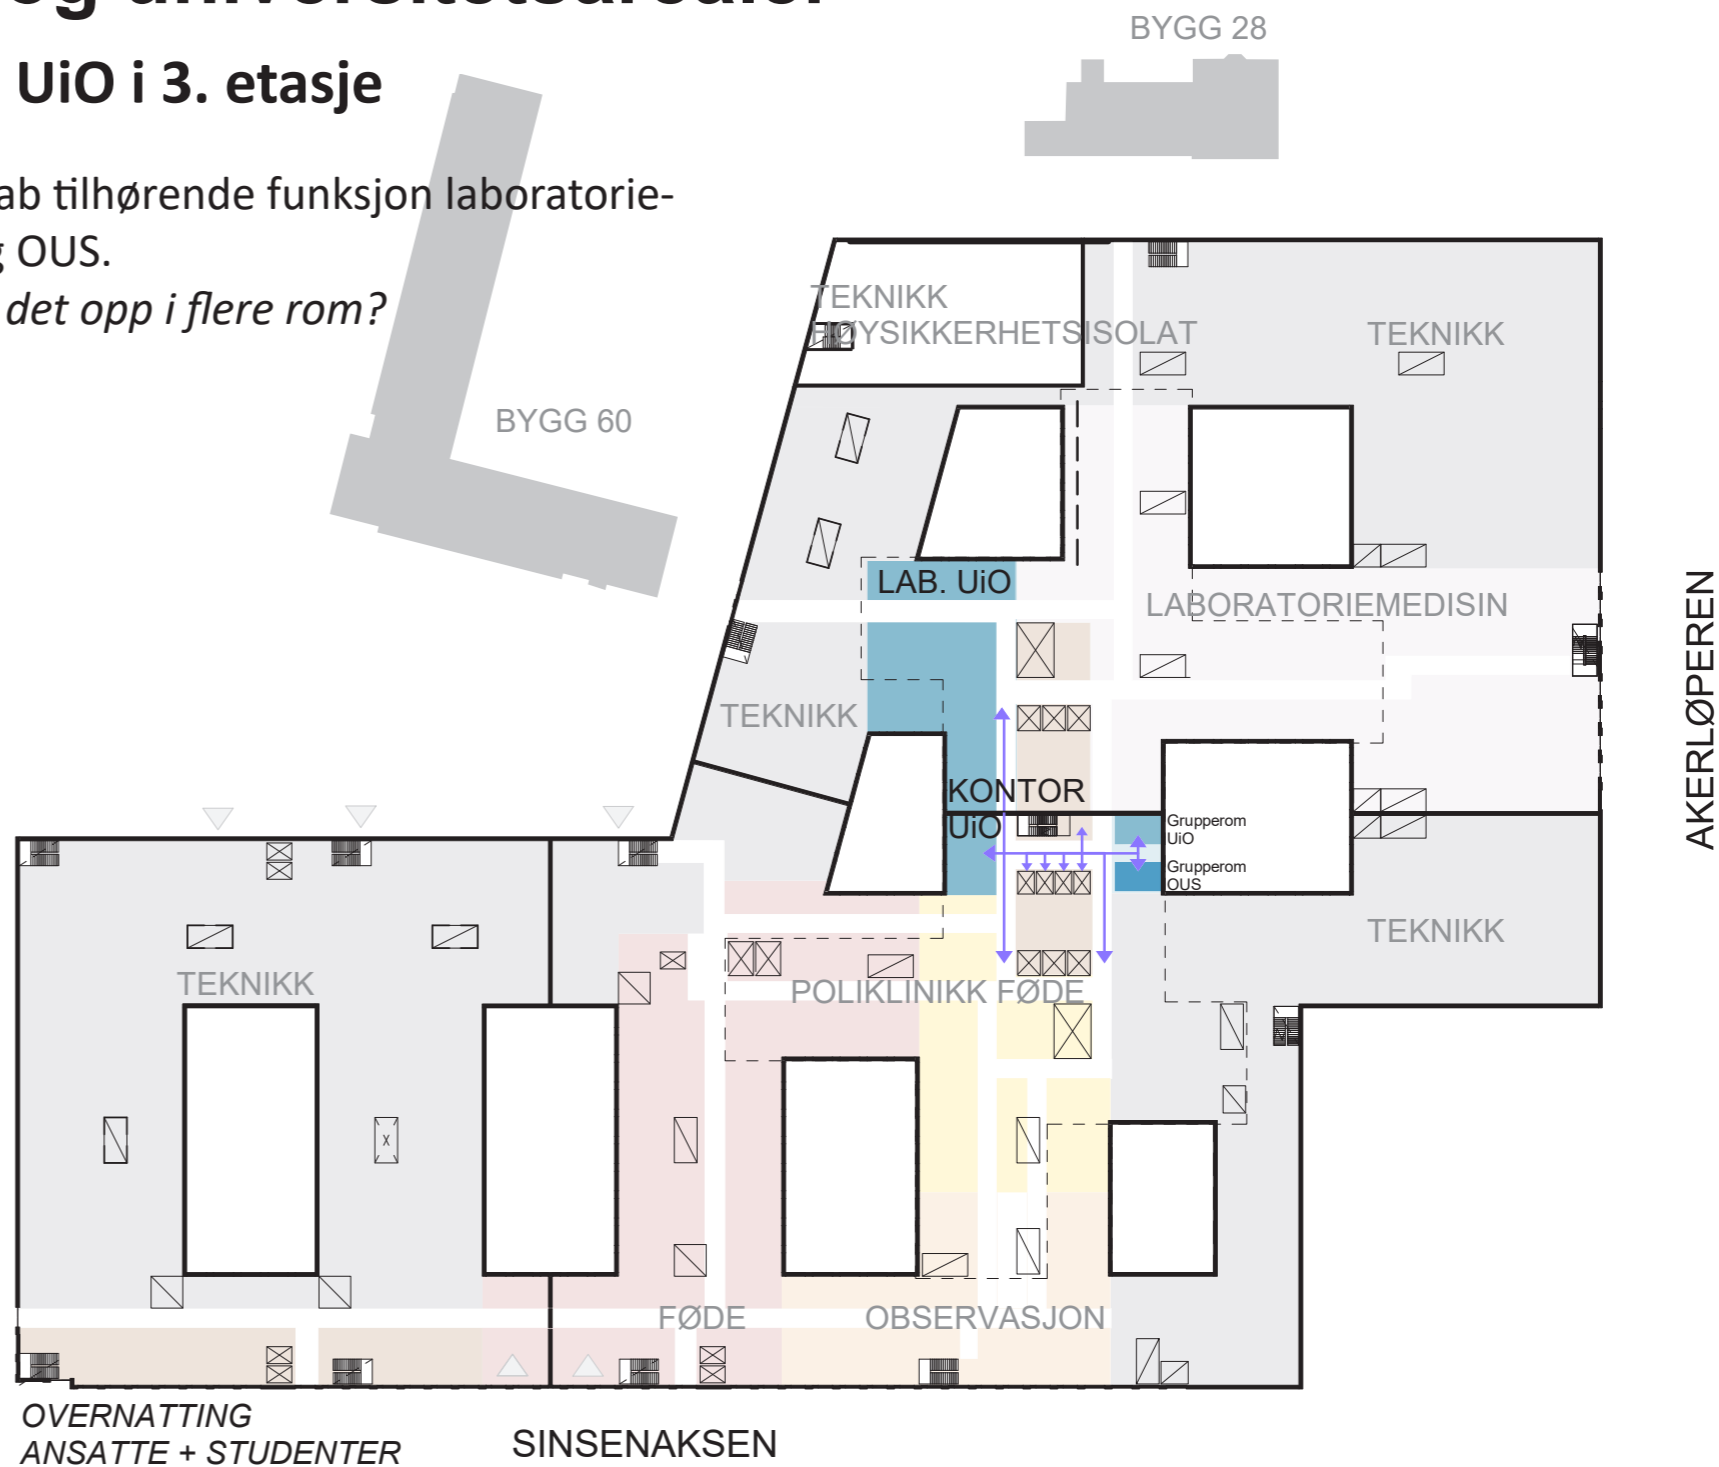 UiO i 3. etasje
tilhørende funksjon laboratorie-
OUS.
det opp i flere rom?
BYGG 28
BYGG 60
TEKNIKK
HØYSIKKERHETSISOLAT
TEKNIKK
LAB. UiO
LABORATORIEMEDISIN
AKERLØPEREN
TEKNIKK
KONTOR
UiO
Grupperom
UiO
Grupperom
OUS
TEKNIKK
TEKNIKK
POLIKLINIKK FØDE
X
FØDE
OBSERVASJON
OVERNATTING
ANSATTE + STUDENTER
SINSENAKSEN